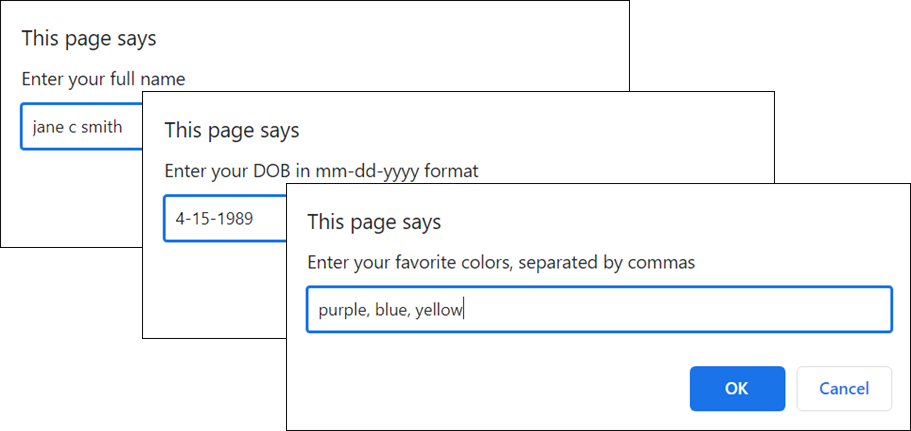 This page says
Enter your full name
jane c smith
This page says
Enter your DOB in mm-dd-yyyy format
4-15-1989
This page says
Enter your favorite colors, separated by commas
purple, blue, yellow
OK Cancel